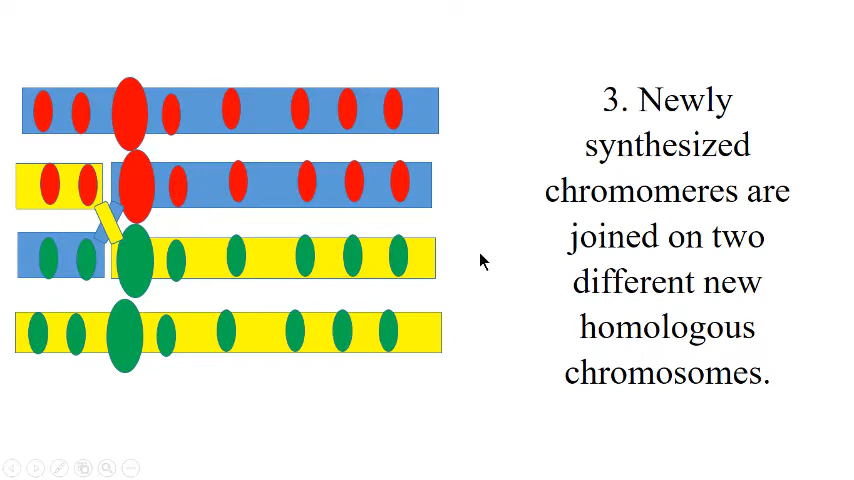 3. Newly
synthesized
chromomeres are
joined on two
different new
homologous
chromosomes.